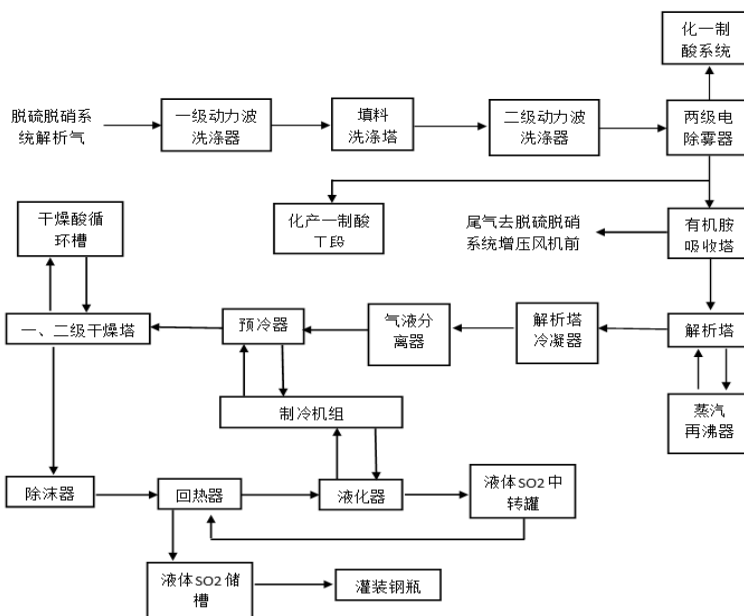 化一制
酸系统
脱硫脱硝系
统解析气
一级动力波
洗涤器
填料
洗涤塔
二级动力波
洗涤器
两级电
除雾器
干燥酸循
环槽
化产一制酸
工段
尾气去脱硫脱硝
系统增压风机前
有机胺
吸收塔
一、二级干燥塔
预冷器
气液分
离器
解析塔
冷凝器
解析塔
制冷机组
蒸汽
再沸器
除沫器
回热器
液化器
液体SO2中
转罐
液体SO2储
槽
灌装钢瓶